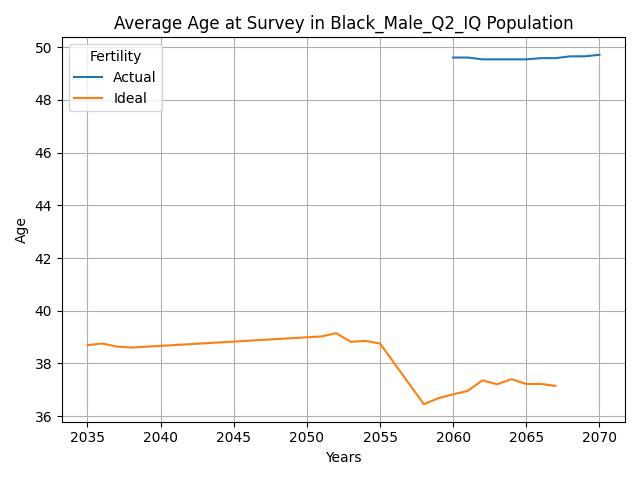 Average Age at Survey in Black_Male_Q2_IQ Population
Fertility
Actual
Ideal
Age
50
48
46
44
42
40
38
36
2035 2040 2045 2050 2055 2060 2065 2070
Years